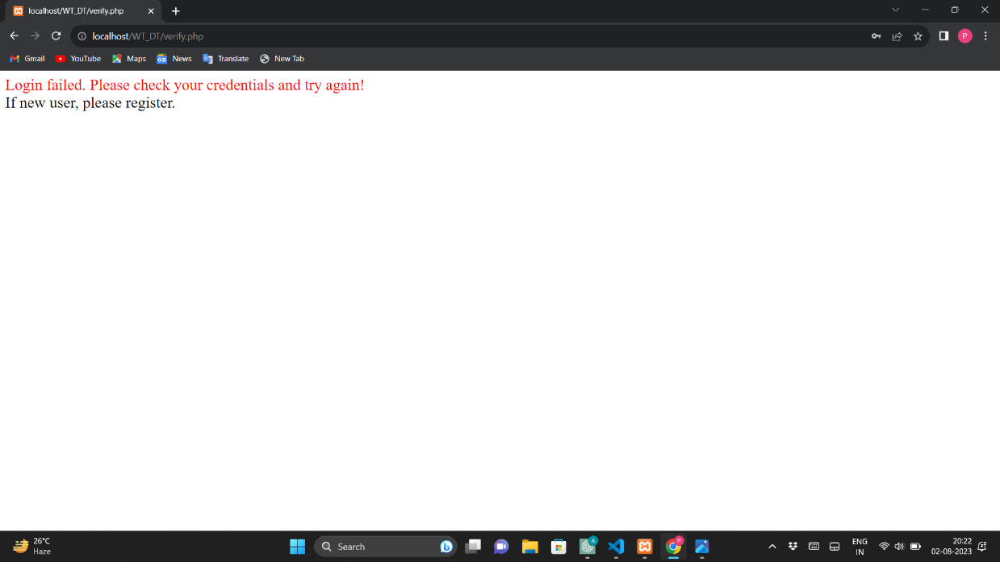 localhost/WT_DT/verify.php
localhost/WT_DT/verify.php
P
Gmail
YouTube
Maps
News
Translate
New Tab
Login failed. Please check your credentials and try again!
If new user, please register.
26°C
Haze
Search
A
P
ENG
IN
20:22
02-08-2023